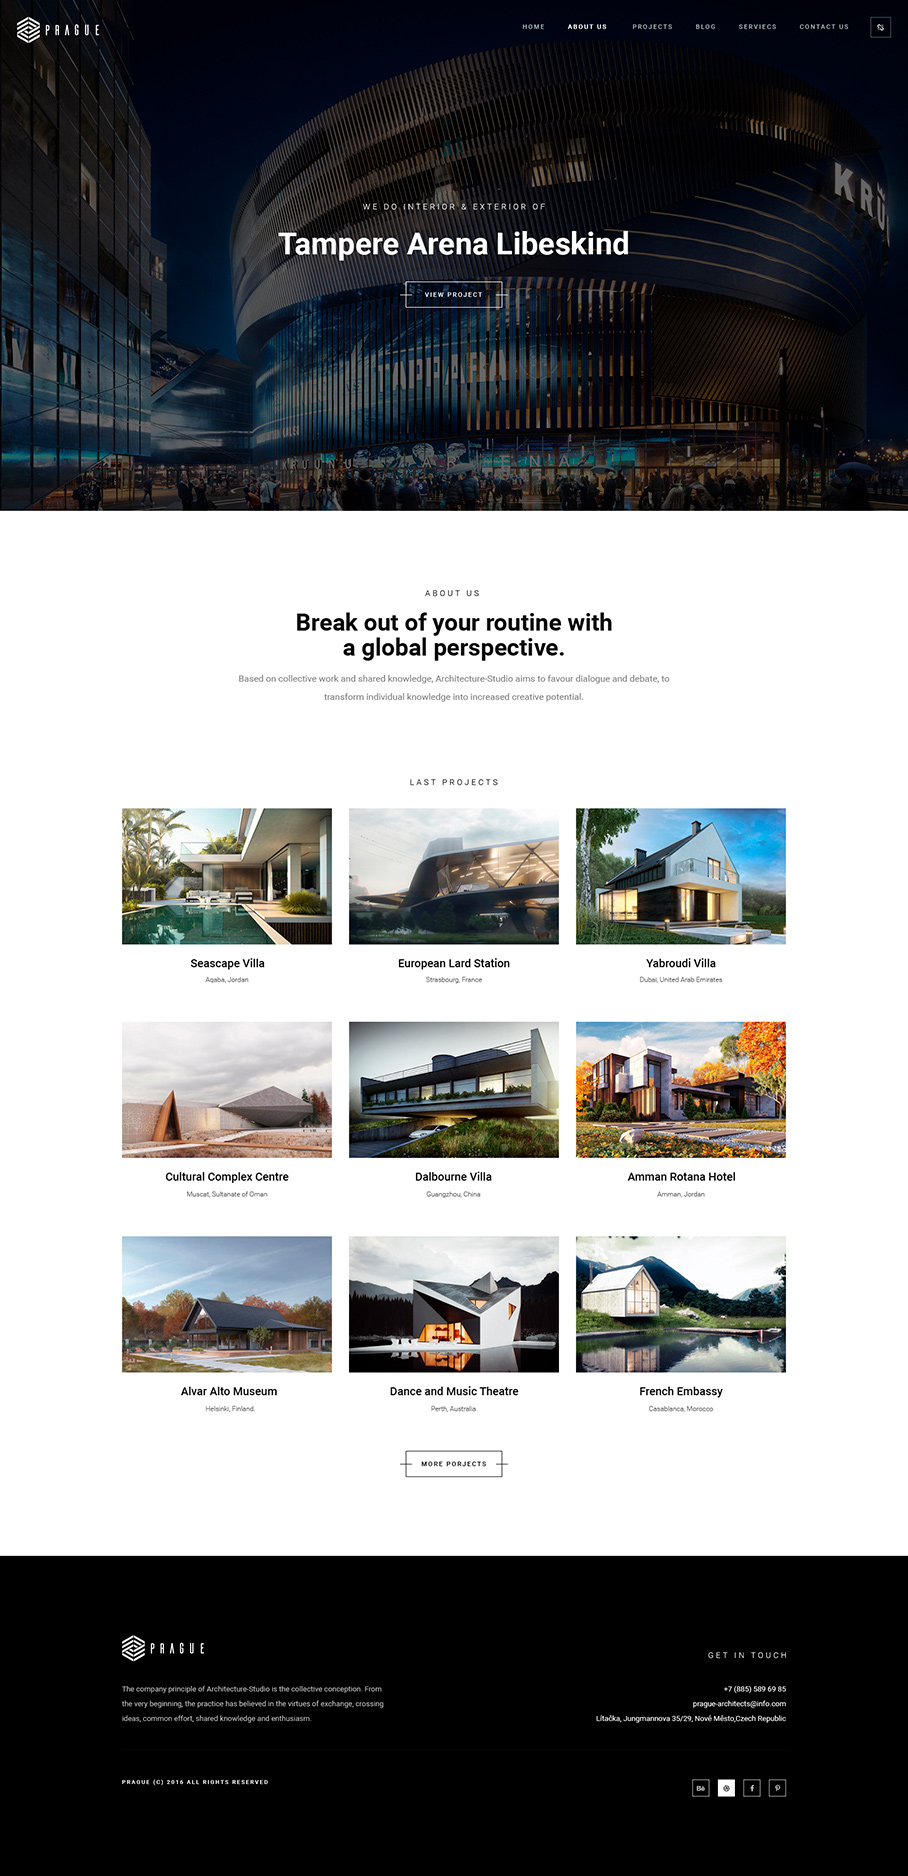 PRAGUE
HOME ABOUT US PROJECTS BLOG SERVIECS CONTACT US
KRU
WE DO INTERIOR & EXTERIOR OF
Tampere Arena Libeskind
VIEW PROJECT
TAPPARA
ABOUT US
Break out of your routine with
a global perspective.
Based on collective work and shared knowledge, Architecture-Studio aims to favour dialogue and debate, to
transform individual knowledge into increased creative potential.
LAST PROJECTS
Seascape Villa
Aqaba, Jordan
European Lard Station
Strasbourg, France
Yabroudi Villa
Dubai, United Arab Emirates
Cultural Complex Centre
Muscat, Sultanate of Oman
Dalbourne Villa
Guangzhou, China
Amman Rotana Hotel
Amman, Jordan
Alvar Alto Museum
Helsinki, Finland.
Dance and Music Theatre
Perth, Australia.
French Embassy
Casablanca, Morocco
MORE PORJECTS
PRAGUE
The company principle of Architecture-Studio is the collective conception. From
the very beginning, the practice has believed in the virtues of exchange, crossing
ideas, common effort, shared knowledge and enthusiasm.
GET IN TOUCH
+7 (885) 589 69 85
prague-architects@info.com
Lítačka, Jungmannova 35/29, Nové Město,Czech Republic
PRAGUE (C) 2016 ALL RIGHTS RESERVED
Bē
f